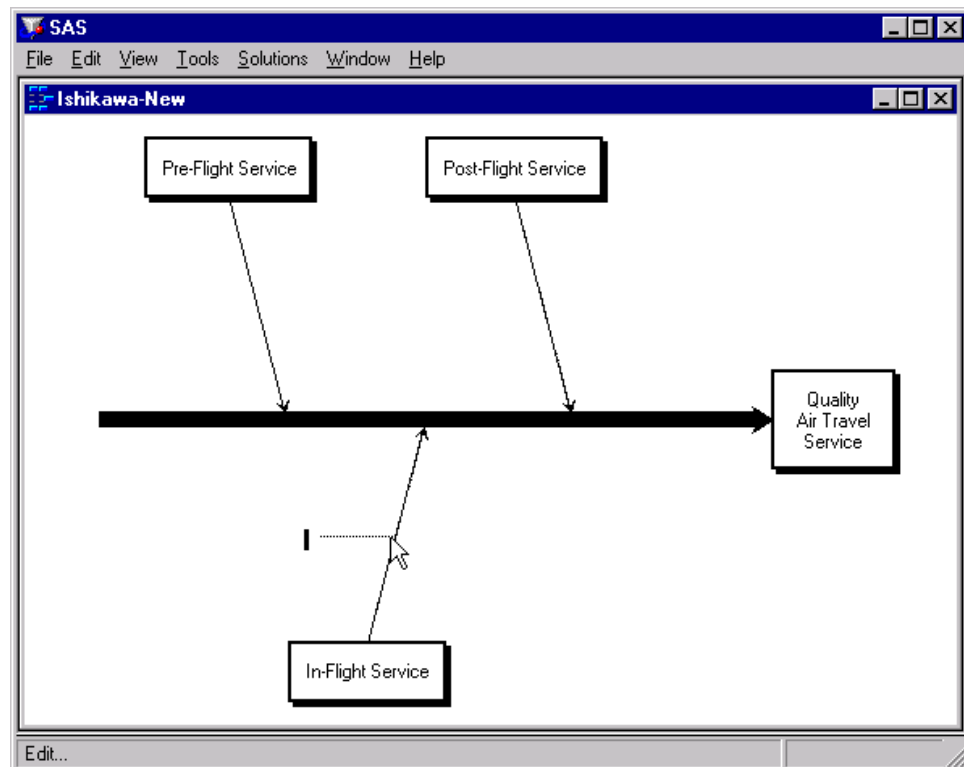 SAS
File Edit View Tools Solutions Window Help
Ishikawa-New
Pre-Flight Service
Post-Flight Service
Quality
Air Travel
Service
In-Flight Service
Edit...